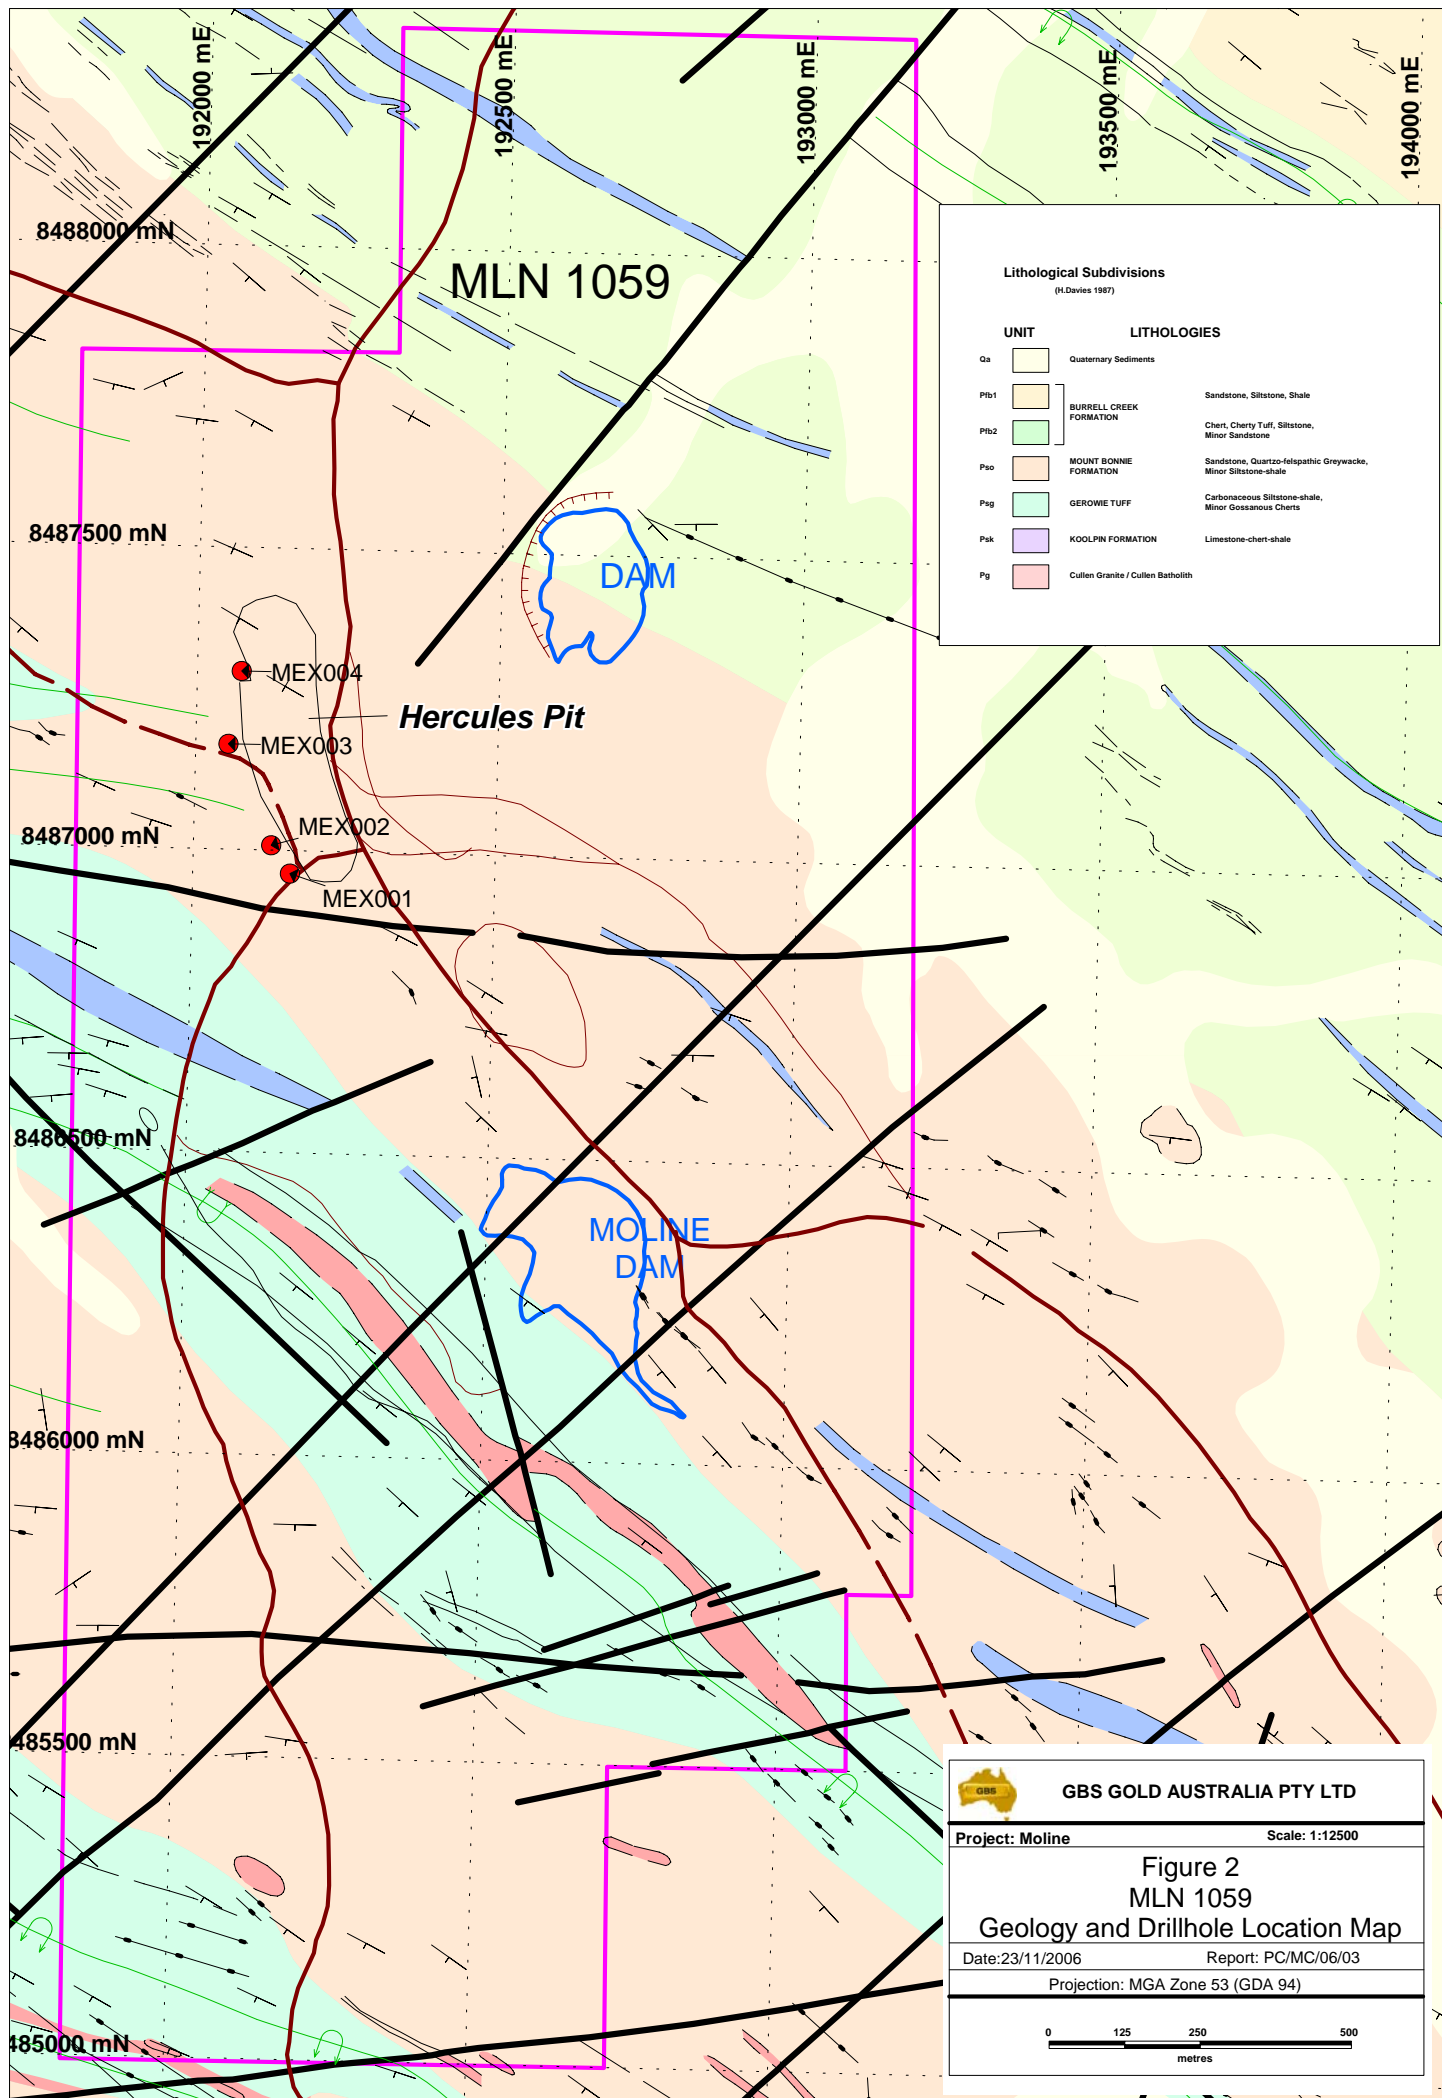 192000 mE
192500 mE
193000 mE
193500 mE
194000 mE
8488000 mN
MLN 1059
Lithological Subdivisions
(H.Davies 1987)
UNIT LITHOLOGIES
Qa Quaternary Sediments
Pfb1 Sandstone, Siltstone, Shale
BURRELL CREEK
FORMATION
Pfb2 Chert, Cherty Tuff, Siltstone,
Minor Sandstone
Pso MOUNT BONNIE
FORMATION
Sandstone, Quartzo-felspathic Greywacke,
Minor Siltstone-shale
Psg GEROWIE TUFF
Carbonaceous Siltstone-shale,
Minor Gossanous Cherts
Psk KOOLPIN FORMATION Limestone-chert-shale
Pg Cullen Granite / Cullen Batholith
8487500 mN
DAM
MEX004
Hercules Pit
MEX003
MEX002
8487000 mN
MEX001
8486500 mN
MOLINE
DAM
8486000 mN
485500 mN
485000 mN
GBS
GBS GOLD AUSTRALIA PTY LTD
Project: Moline Scale: 1:12500
Figure 2
MLN 1059
Geology and Drillhole Location Map
Date:23/11/2006 Report: PC/MC/06/03
Projection: MGA Zone 53 (GDA 94)
0 125 250 500
metres